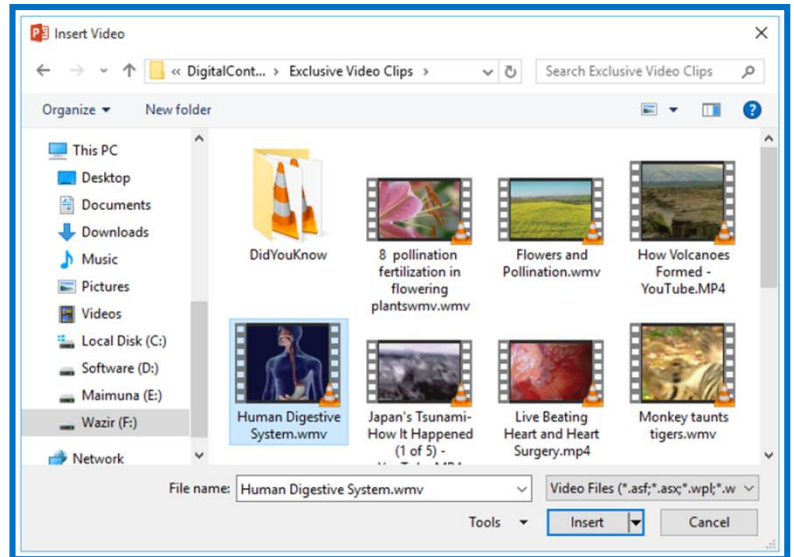 Insert Video
« DigitalCont... > Exclusive Video Clips >
Search Exclusive Video Clips
Organize
New folder
This PC
Desktop
Documents
Downloads
Music
Pictures
Videos
Local Disk (C:)
Software (D:)
Maimuna (E:)
Wazir (F:)
Network
DidYouKnow
8 pollination
fertilization in
flowering
plantswmv.wmv
Flowers and
Pollination.wmv
How Volcanoes
Formed -
YouTube.MP4
Human Digestive
System.wmv
Japan's Tsunami-
How It Happened
(1 of 5) -
YouTube.MP4
Live Beating
Heart and Heart
Surgery.mp4
Monkey taunts
tigers.wmv
File name: Human Digestive System.wmv
Video Files (*.asf;*.asx;*.wpl;*.w
Tools
Insert
Cancel